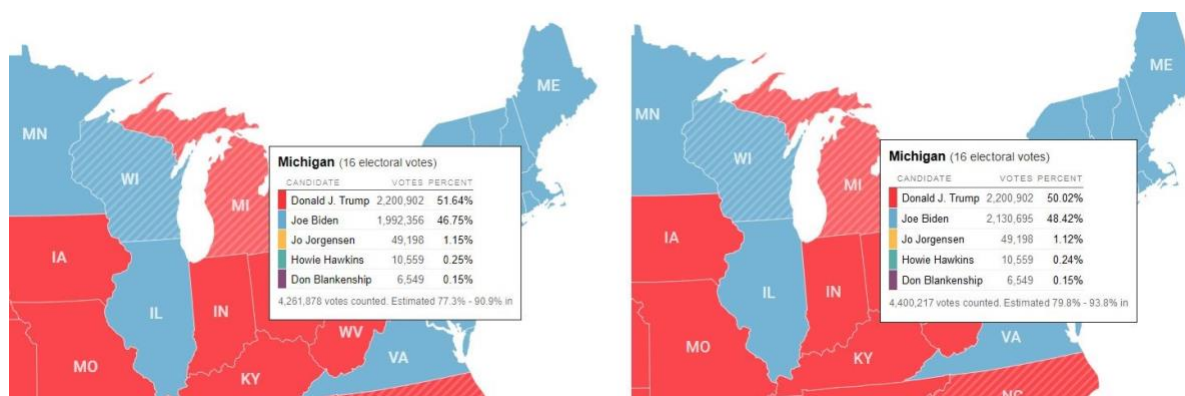 ME
MN
WI
MI
IA
IL
IN
MO
KY
WV
VA
Michigan (16 electoral votes)
CANDIDATE VOTES PERCENT
Donald J. Trump 2,200,902 51.64%
Joe Biden 1,992,356 46.75%
Jo Jorgensen 49,198 1.15%
Howie Hawkins 10,559 0.25%
Don Blankenship 6,549 0.15%
4,261,878 votes counted. Estimated 77.3% - 90.9% in
ME
MN
WI
MI
IA
IL
IN
MO
KY
VA
NC
Michigan (16 electoral votes)
CANDIDATE VOTES PERCENT
Donald J. Trump 2,200,902 50.02%
Joe Biden 2,130,695 48.42%
Jo Jorgensen 49,198 1.12%
Howie Hawkins 10,559 0.24%
Don Blankenship 6,549 0.15%
4,400,217 votes counted. Estimated 79.8% - 93.8% in